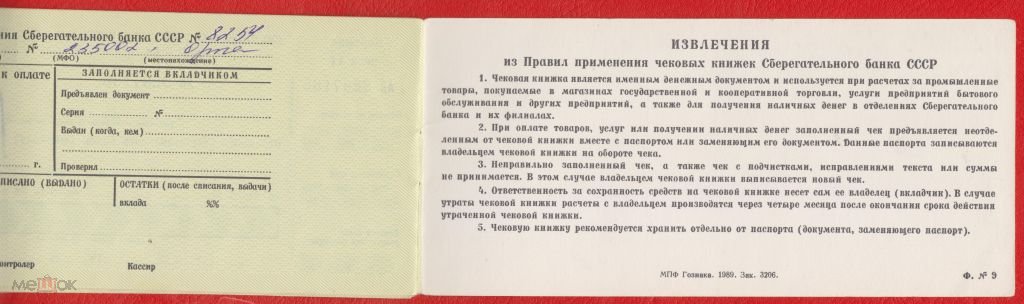 ния Сберегательного банка СССР № 8254
№ 225002, Орша
(МФО) (местонахождение)
к оплате
ЗАПОЛНЯЕТСЯ ВКЛАДЧИКОМ
Предъявлен документ
Серия №
Выдан (когда, кем)
г.
Проверил
ПИСАНО (ВЫДАНО)
ОСТАТКИ (после списания, выдачи)
вклада %%
онтролер Кассир
мешок
ИЗВЛЕЧЕНИЯ
из Правил применения чековых книжек Сберегательного банка СССР
1. Чековая книжка является именным денежным документом и используется при расчетах за промышленные
товары, покупаемые в магазинах государственной и кооперативной торговли, услуги предприятий бытового
обслуживания и других предприятий, а также для получения наличных денег в отделениях Сберегательного
банка и их филиалах.
2. При оплате товаров, услуг или получении наличных денег заполненный чек предъявляется неотде-
ленным от чековой книжки вместе с паспортом или заменяющим его документом. Данные паспорта записываются
владельцем чековой книжки на обороте чека.
3. Неправильно заполненный чек, а также чек с подчистками, исправлениями текста или суммы
не принимается. В этом случае владельцем чековой книжки выписывается новый чек.
4. Ответственность за сохранность средств на чековой книжке несет сам ее владелец (вкладчик). В случае
утраты чековой книжки расчеты с владельцем производятся через четыре месяца после окончания срока действия
утраченной чековой книжки.
5. Чековую книжку рекомендуется хранить отдельно от паспорта (документа, заменяющего паспорт).
МПФ Гознака. 1989. Зак. 3206.
Ф. № 9